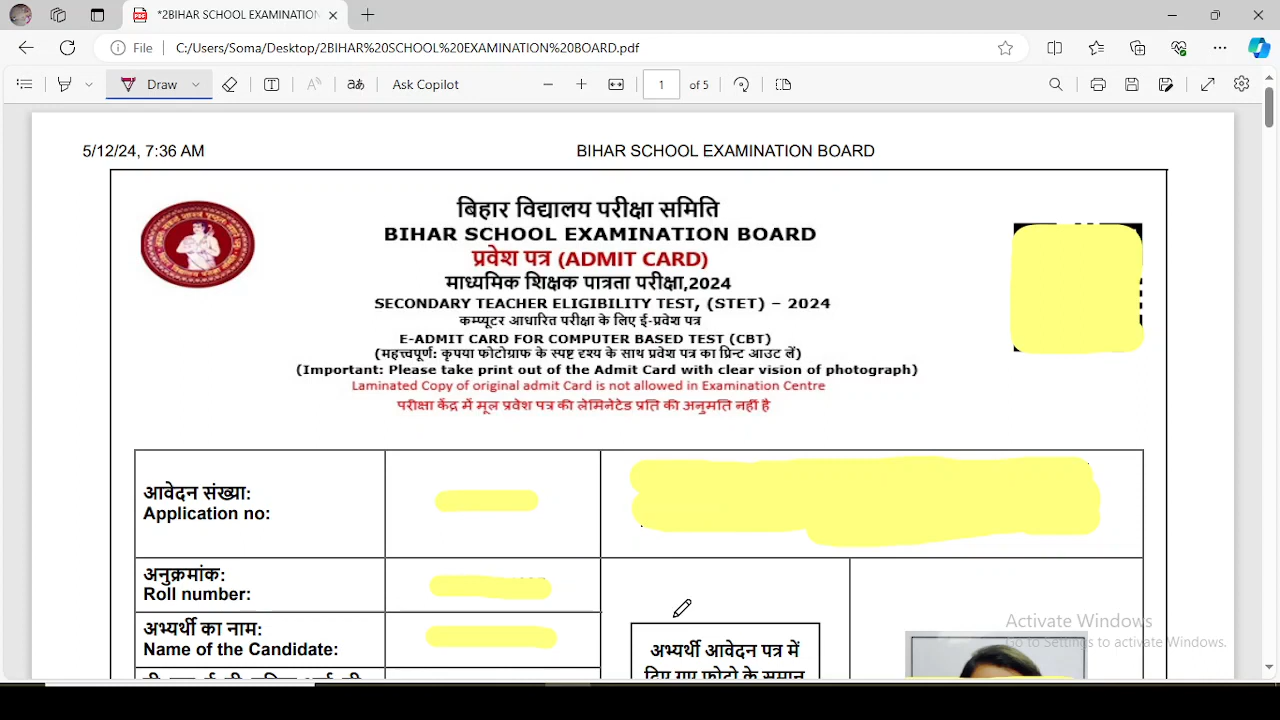 *2BIHAR SCHOOL EXAMINATION
File
C:/Users/Soma/Desktop/2BIHAR%20SCHOOL%20EXAMINATION%20BOARD.pdf
Draw
Ask Copilot
1 of 5
5/12/24, 7:36 AM
BIHAR SCHOOL EXAMINATION BOARD
बिहार विद्यालय परीक्षा समिति
BIHAR SCHOOL EXAMINATION BOARD
प्रवेश पत्र (ADMIT CARD)
माध्यमिक शिक्षक पात्रता परीक्षा,2024
SECONDARY TEACHER ELIGIBILITY TEST, (STET) – 2024
कम्प्यूटर आधारित परीक्षा के लिए ई-प्रवेश पत्र
E-ADMIT CARD FOR COMPUTER BASED TEST (CBT)
(महत्त्वपूर्ण: कृपया फोटोग्राफ के स्पष्ट दृश्य के साथ प्रवेश पत्र का प्रिन्ट आउट लें)
(Important: Please take print out of the Admit Card with clear vision of photograph)
Laminated Copy of original admit Card is not allowed in Examination Centre
परीक्षा केंद्र में मूल प्रवेश पत्र की लेमिनेटेड प्रति की अनुमति नहीं है
आवेदन संख्या:
Application no:
अनुक्रमांक:
Roll number:
अभ्यर्थी का नाम:
Name of the Candidate:
अभ्यर्थी आवेदन पत्र में
दिए गए फोटो के समान
Activate Windows
Go to Settings to activate Windows.